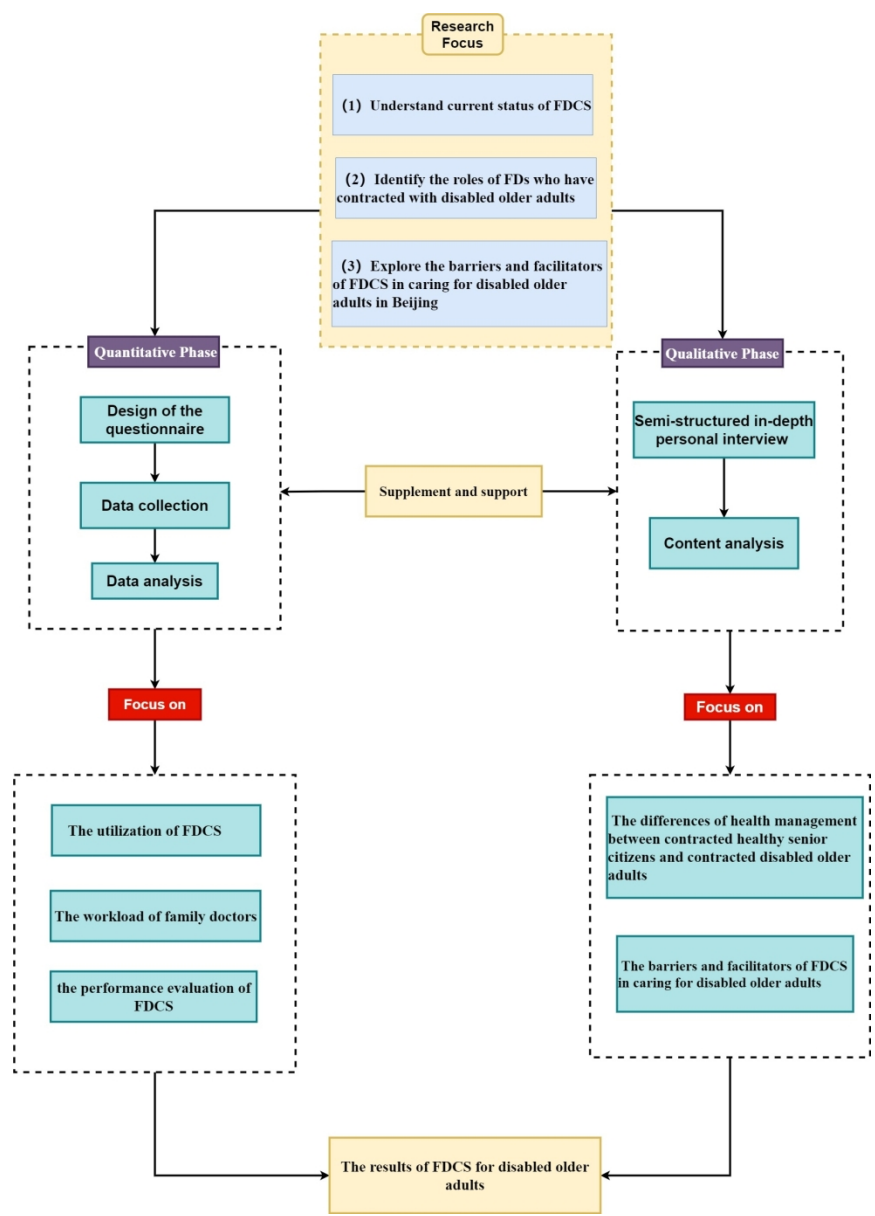 Research
Focus
(1) Understand current status of FDCS
(2) Identify the roles of FDs who have
contracted with disabled older adults
(3) Explore the barriers and facilitators
of FDCS in caring for disabled older
adults in Beijing
Quantitative Phase
Design of the
questionnaire
Data collection
Data analysis
Supplement and support
Qualitative Phase
Semi-structured in-depth
personal interview
Content analysis
Focus on
The utilization of FDCS
The workload of family doctors
the performance evaluation of
FDCS
Focus on
The differences of health management
between contracted healthy senior
citizens and contracted disabled older
adults
The barriers and facilitators of FDCS
in caring for disabled older adults
The results of FDCS for disabled older
adults